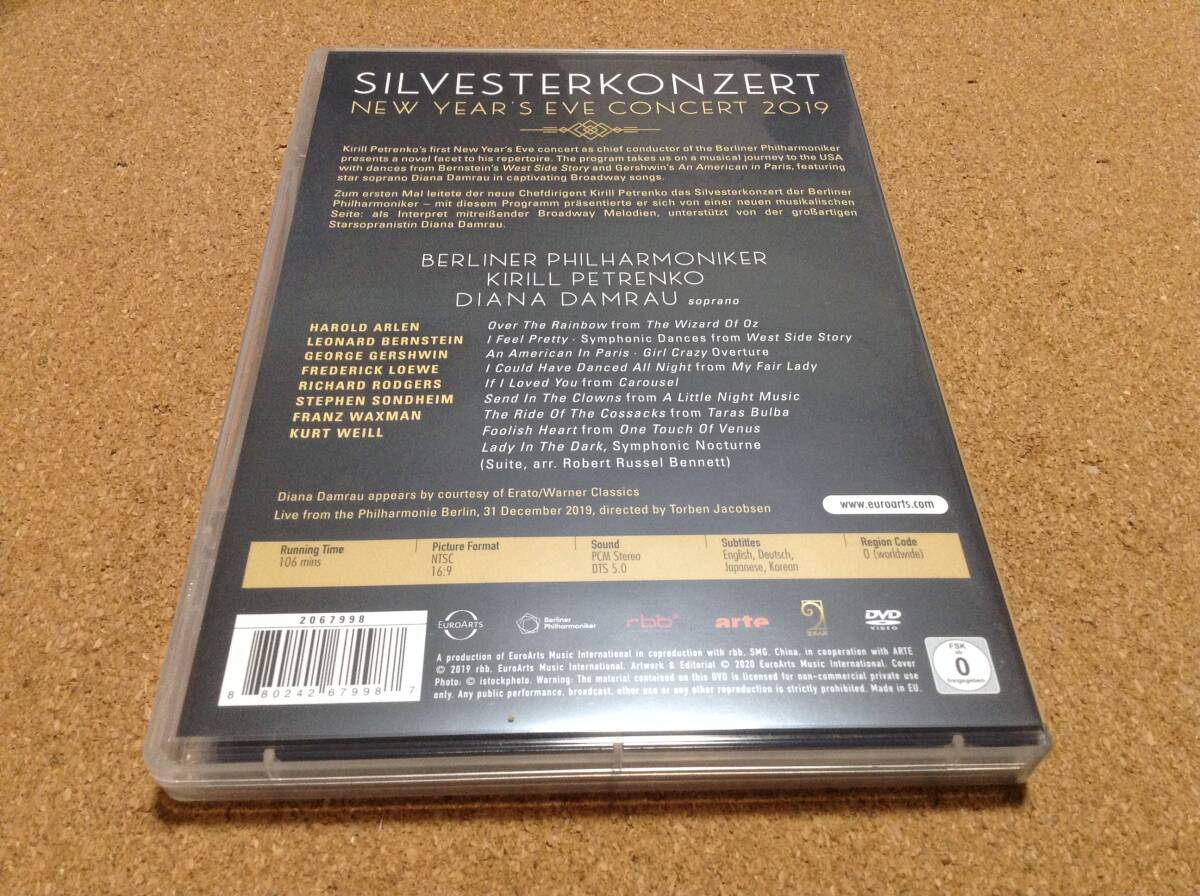 SILVESTERKONZERT
NEW YEAR'S EVE CONCERT 2019
Kirill Petrenko's first New Year's Eve concert as chief conductor of the Berliner Philharmoniker
presents a novel facet to his repertoire. The program takes us on a musical journey to the USA
with dances from Bernstein's West Side Story and Gershwin's An American in Paris, featuring
star soprano Diana Damrau in captivating Broadway songs.
Zum ersten Mal leitete der neue Chefdirigent Kirill Petrenko das Silvesterkonzert der Berliner
Philharmoniker – mit diesem Programm präsentierte er sich von einer neuen musikalischen
Seite: als Interpret mitreißender Broadway Melodien, unterstützt von der großartigen
Starsopranistin Diana Damrau.
BERLINER PHILHARMONIKER
KIRILL PETRENKO
DIANA DAMRAU soprano
HAROLD ARLEN Over The Rainbow from The Wizard Of Oz
LEONARD BERNSTEIN I Feel Pretty · Symphonic Dances from West Side Story
GEORGE GERSHWIN An American In Paris · Girl Crazy Overture
FREDERICK LOEWE I Could Have Danced All Night from My Fair Lady
RICHARD RODGERS If I Loved You from Carousel
STEPHEN SONDHEIM Send In The Clowns from A Little Night Music
FRANZ WAXMAN The Ride Of The Cossacks from Taras Bulba
KURT WEILL Foolish Heart from One Touch Of Venus
Lady In The Dark, Symphonic Nocturne
(Suite, arr. Robert Russel Bennett)
Diana Damrau appears by courtesy of Erato/Warner Classics
Live from the Philharmonie Berlin, 31 December 2019, directed by Torben Jacobsen
www.euroarts.com
Running Time
106 mins
Picture Format
NTSC
16:9
Sound
PCM Stereo
DTS 5.0
Subtitles
English, Deutsch,
Japanese, Korean
Region Code
0 (worldwide)
2067998
8 80242 67998 7
EUROARTS
Berliner
Philharmoniker
rbb
arte
DVD
VIDEO
A production of EuroArts Music International in coproduction with rbb, SMG, China, in cooperation with ARTE
© 2019 rbb, EuroArts Music International. Artwork & Editorial © 2020 EuroArts Music International. Cover
Photo: © istockphoto. Warning: The material contained on this DVD is licensed for non-commercial private use
only. Any public performance, broadcast, other use or any other reproduction is strictly prohibited. Made in EU.
FSK
ab
0
freigegeben